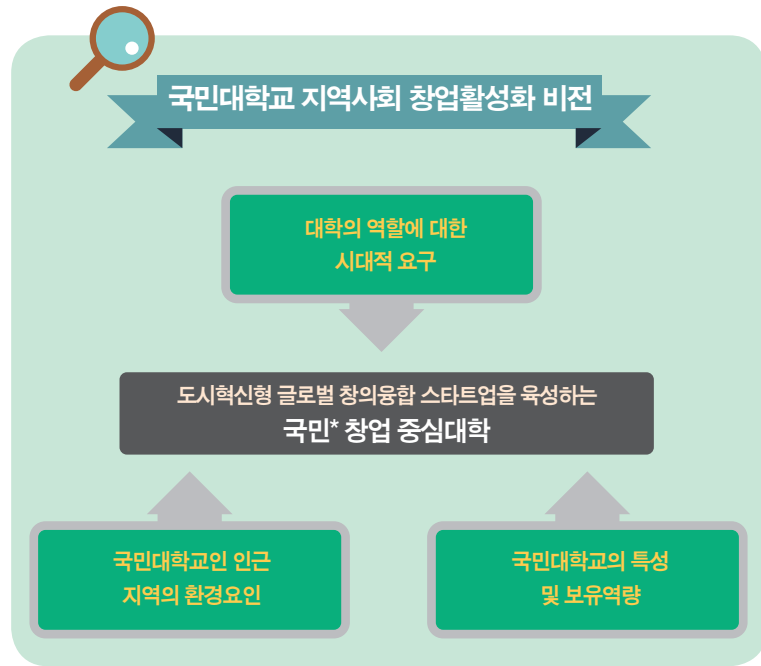 국민대학교 지역사회 창업활성화 비전
대학의 역할에 대한
시대적 요구
도시혁신형 글로벌 창의융합 스타트업을 육성하는
국민* 창업 중심대학
국민대학교인 인근
지역의 환경요인
국민대학교의 특성
및 보유역량